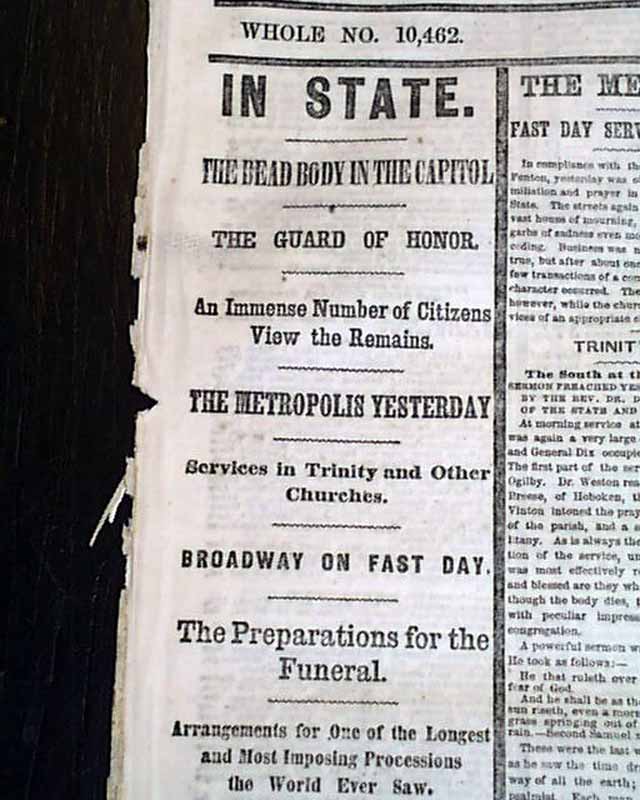 WHOLE NO. 10,462.
IN STATE.
THE DEAD BODY IN THE CAPITOL
THE GUARD OF HONOR.
An Immense Number of Citizens
View the Remains.
THE METROPOLIS YESTERDAY
Services in Trinity and Other
Churches.
BROADWAY ON FAST DAY.
The Preparations for the
Funeral.
Arrangements for One of the Longest
and Most Imposing Processions
the World Ever Saw.
THE ME
FAST DAY SERV
In compliance with the
Fenton, yesterday was
miliation and prayer in
State. The streets again
vast house of mourning,
garbs of sadness even mo
ceding. Business was
true, but after about one
few transactions of a com
character occurred. The
however, while the chur
vices of an appropriate
TRINIT
The South at th
SERMON PREACHED YES
BY THE REV. DR. D
OF THE STATE AND
At morning service at
was again a very large
and General Dix occupie
The first part of the ser
Ogilby. Dr. Weston rea
Breese, of Hoboken, th
Vinton intoned the pray
of the parish, and a
litany. As is always the
tion of the service, un
was most effectively r
and blessed are they wh
though the body dies, t
with peculiar impress
congregation.
A powerful sermon w
He took as follows:—
He that ruleth over
fear of God.
And he shall be as the
sun riseth, even a morn
grass springing out of
rain.—Second Samuel
These were the last w
as he saw the time dr
way of all the earth;
psalmist. Each man